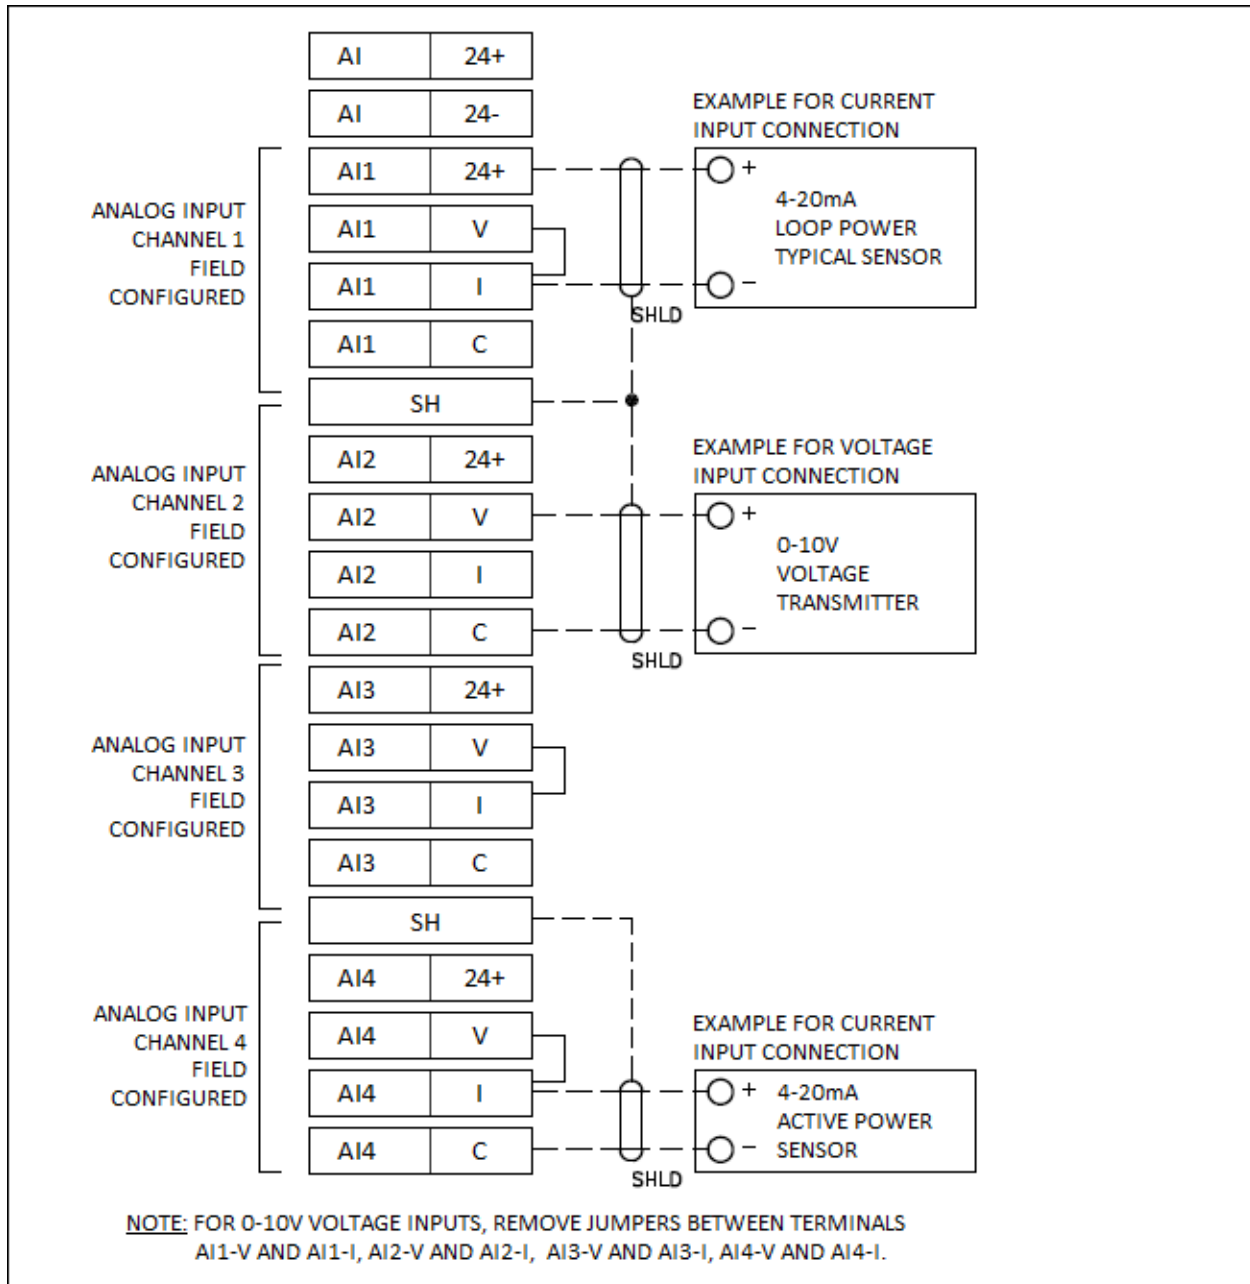 AI 24+
AI 24-
EXAMPLE FOR CURRENT
INPUT CONNECTION
ANALOG INPUT
CHANNEL 1
FIELD
CONFIGURED
AI1 24+
AI1 V
AI1 I
AI1 C
+
4-20mA
LOOP POWER
TYPICAL SENSOR
−
SHLD
SH
ANALOG INPUT
CHANNEL 2
FIELD
CONFIGURED
AI2 24+
AI2 V
AI2 I
AI2 C
EXAMPLE FOR VOLTAGE
INPUT CONNECTION
+
0-10V
VOLTAGE
TRANSMITTER
−
SHLD
ANALOG INPUT
CHANNEL 3
FIELD
CONFIGURED
AI3 24+
AI3 V
AI3 I
AI3 C
SH
ANALOG INPUT
CHANNEL 4
FIELD
CONFIGURED
AI4 24+
AI4 V
AI4 I
AI4 C
EXAMPLE FOR CURRENT
INPUT CONNECTION
+
4-20mA
ACTIVE POWER
SENSOR
−
SHLD
NOTE: FOR 0-10V VOLTAGE INPUTS, REMOVE JUMPERS BETWEEN TERMINALS
AI1-V AND AI1-I, AI2-V AND AI2-I, AI3-V AND AI3-I, AI4-V AND AI4-I.